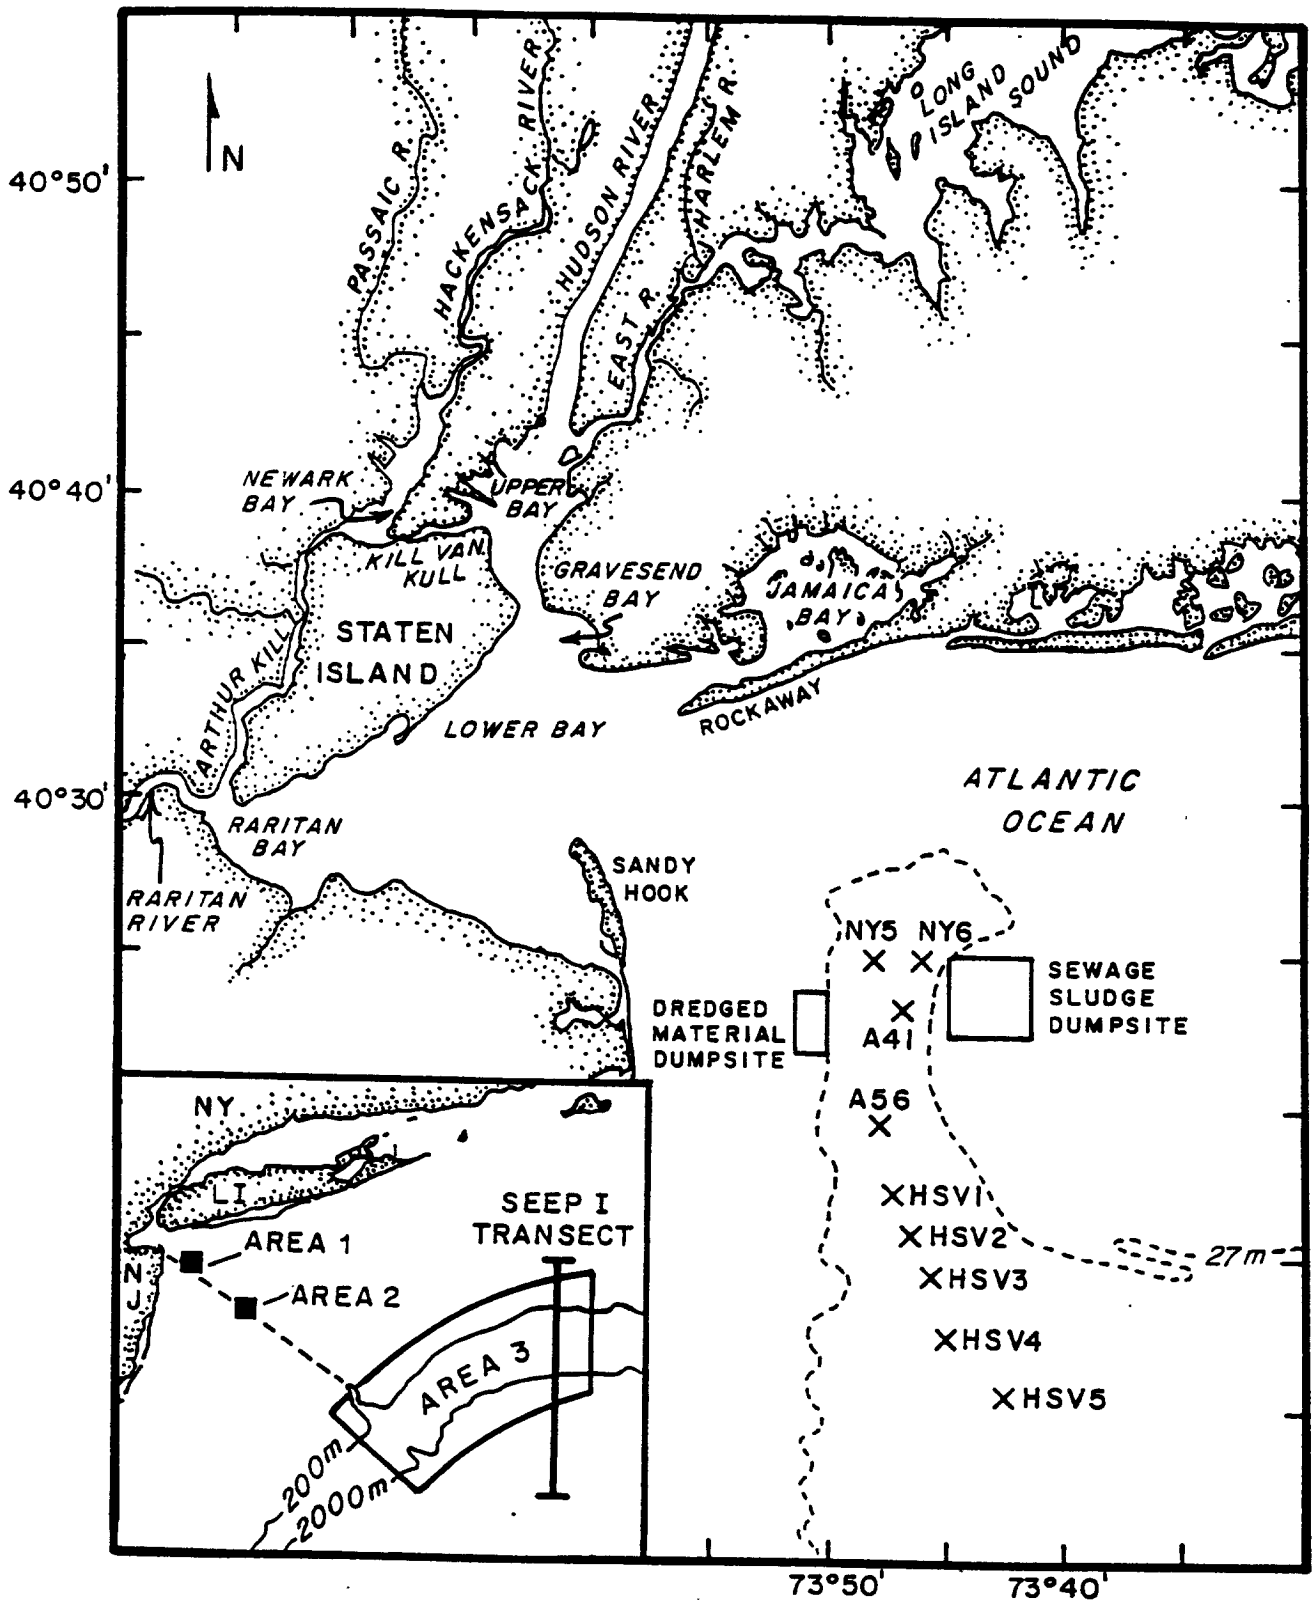 N
PASSAIC R.
HACKENSACK RIVER
HUDSON RIVER
HARLEM R.
EAST R.
LONG
ISLAND SOUND
40°50'
40°40'
40°30'
NEWARK
BAY
UPPER
BAY
KILL VAN
KULL
GRAVESEND
BAY
JAMAICA
BAY
STATEN
ISLAND
ARTHUR KILL
ROCKAWAY
LOWER BAY
ATLANTIC
OCEAN
RARITAN
BAY
RARITAN
RIVER
SANDY
HOOK
NY5 NY6
SEWAGE
SLUDGE
DUMPSITE
DREDGED
MATERIAL
DUMPSITE
A41
A56
HSV1
HSV2
HSV3
HSV4
HSV5
27m
NY.
LI
N
J
AREA 1
AREA 2
AREA 3
SEEP I
TRANSECT
200m
2000m
73°50'
73°40'